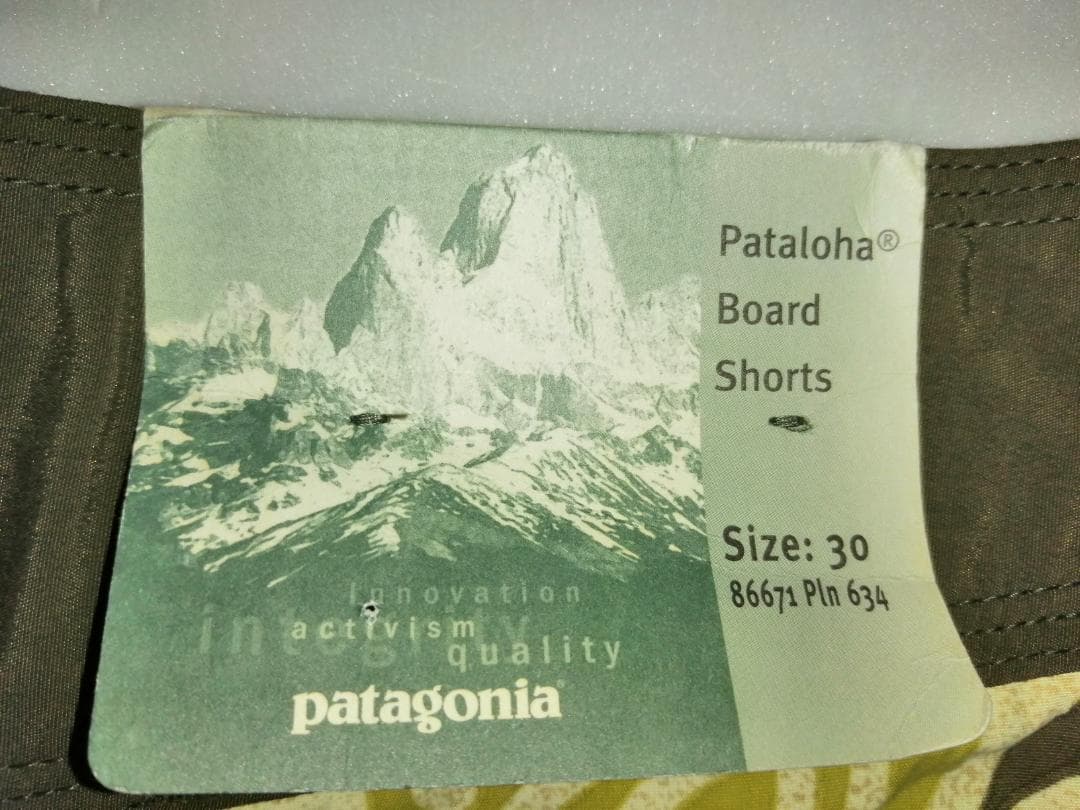 Pataloha®
Board
Shorts
Size: 30
86671 Pln 634
Innovation
integrity
activism
quality
patagonia